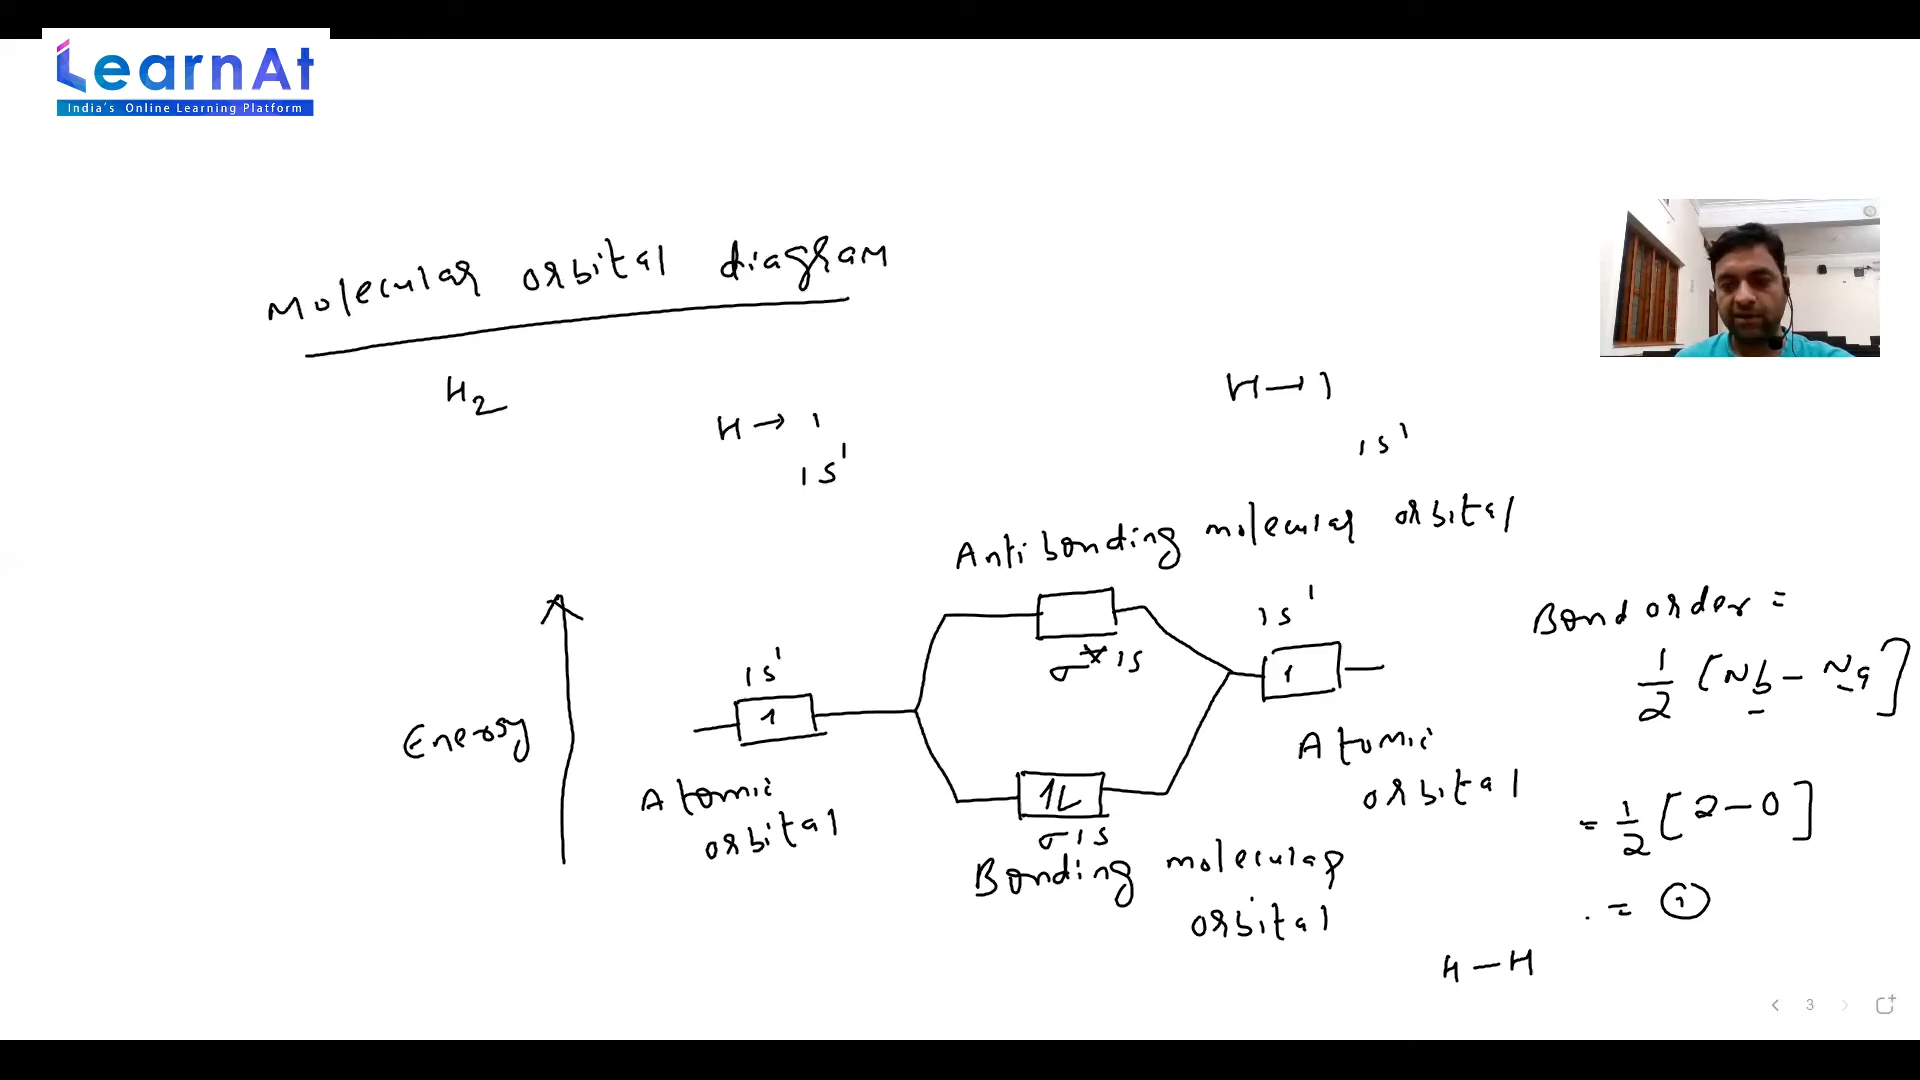 LearnAt
India's Online Learning Platform
Molecular orbital diagram
H2
H → 1
1s¹
H → 1
1s¹
Antibonding molecular orbital
1s¹
σ* 1s
1s¹
1
1
Energy
Atomic
orbital
1L
σ1s
Bonding molecular
orbital
Atomic
orbital
Bond order =
1/2 [Nb - Na]
= 1/2 [2 - 0]
= 1
H - H
3